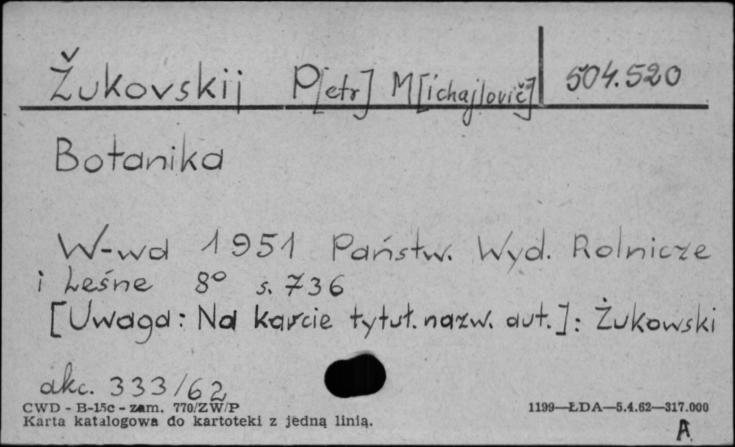 Žukovskij P[etr] M[ichajlovič] 504.520
Botanika
W-wa 1951 Państw. Wyd. Rolnicze
i Leśne 8° s. 736
[Uwaga: Na karcie tytuł. nazw. aut.]: Żukowski
akc. 333/62
CWD - B-15c - zam. 770/ZW/P 1199—ŁDA—5.4.62—317.000
Karta katalogowa do kartoteki z jedną linią.
A